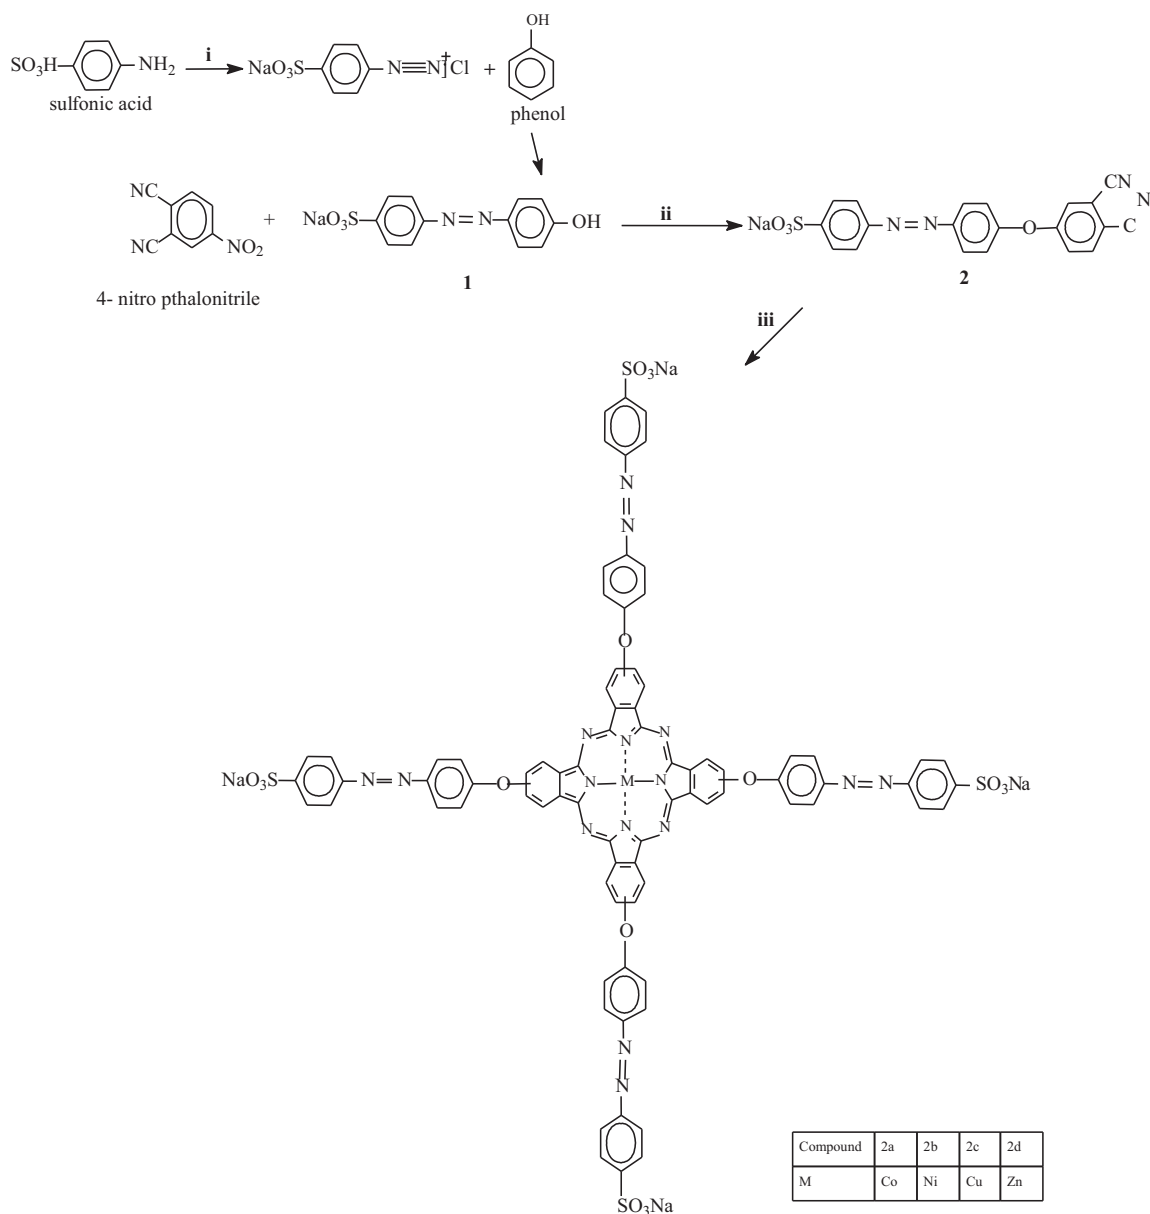 OH
i
SO3H NH2 NaO3S N≡N]+Cl +
sulfonic acid
phenol
NC
NC NO2 + NaO3S N=N OH ii NaO3S N=N O CN
N
C
1 2
4- nitro pthalonitrile
iii
SO3Na
N
N
O
N N N
NaO3S N=N O N M N O N=N SO3Na
N N N
O
N
N
SO3Na
Compound 2a 2b 2c 2d
M Co Ni Cu Zn